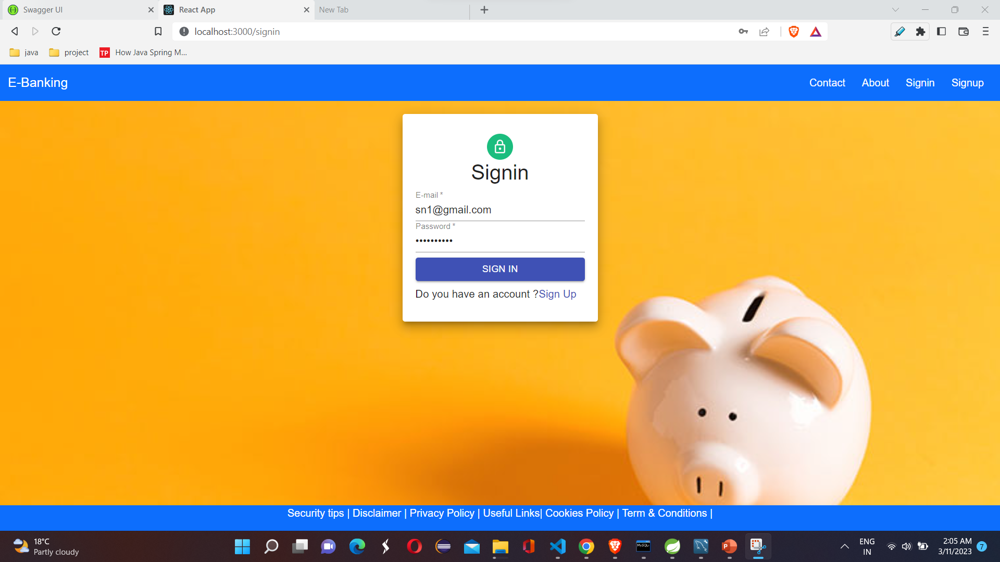 Swagger UI
React App
New Tab
localhost:3000/signin
java
project
TP
How Java Spring M...
E-Banking
Contact
About
Signin
Signup
Signin
E-mail *
sn1@gmail.com
Password *
••••••••••
SIGN IN
Do you have an account ?Sign Up
Security tips | Disclaimer | Privacy Policy | Useful Links| Cookies Policy | Term & Conditions |
18°C
Partly cloudy
MySQL
P
ENG
IN
2:05 AM
3/11/2023
7